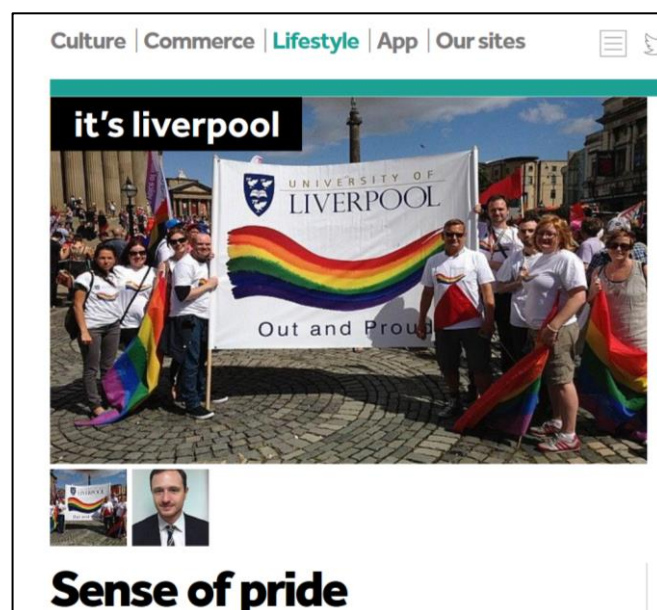 Culture | Commerce | Lifestyle | App | Our sites
it's liverpool
UNIVERSITY OF
LIVERPOOL
Out and Proud
Sense of pride